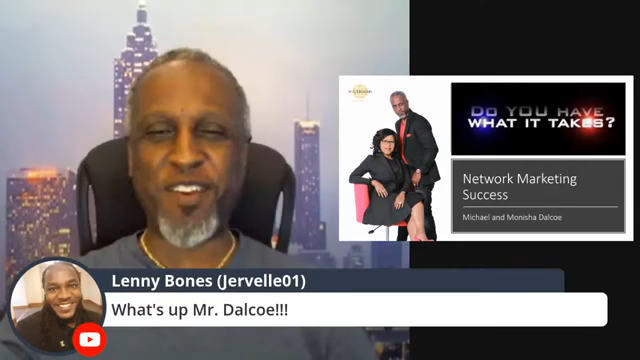 DO YOU HAVE
WHAT IT TAKES?
Network Marketing
Success
Michael and Monisha Dalcoe
Lenny Bones (Jervelle01)
What's up Mr. Dalcoe!!!